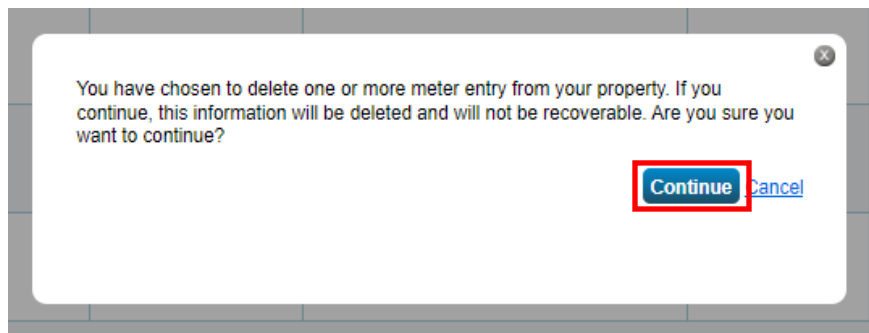 You have chosen to delete one or more meter entry from your property. If you
continue, this information will be deleted and will not be recoverable. Are you sure you
want to continue?
Continue Cancel